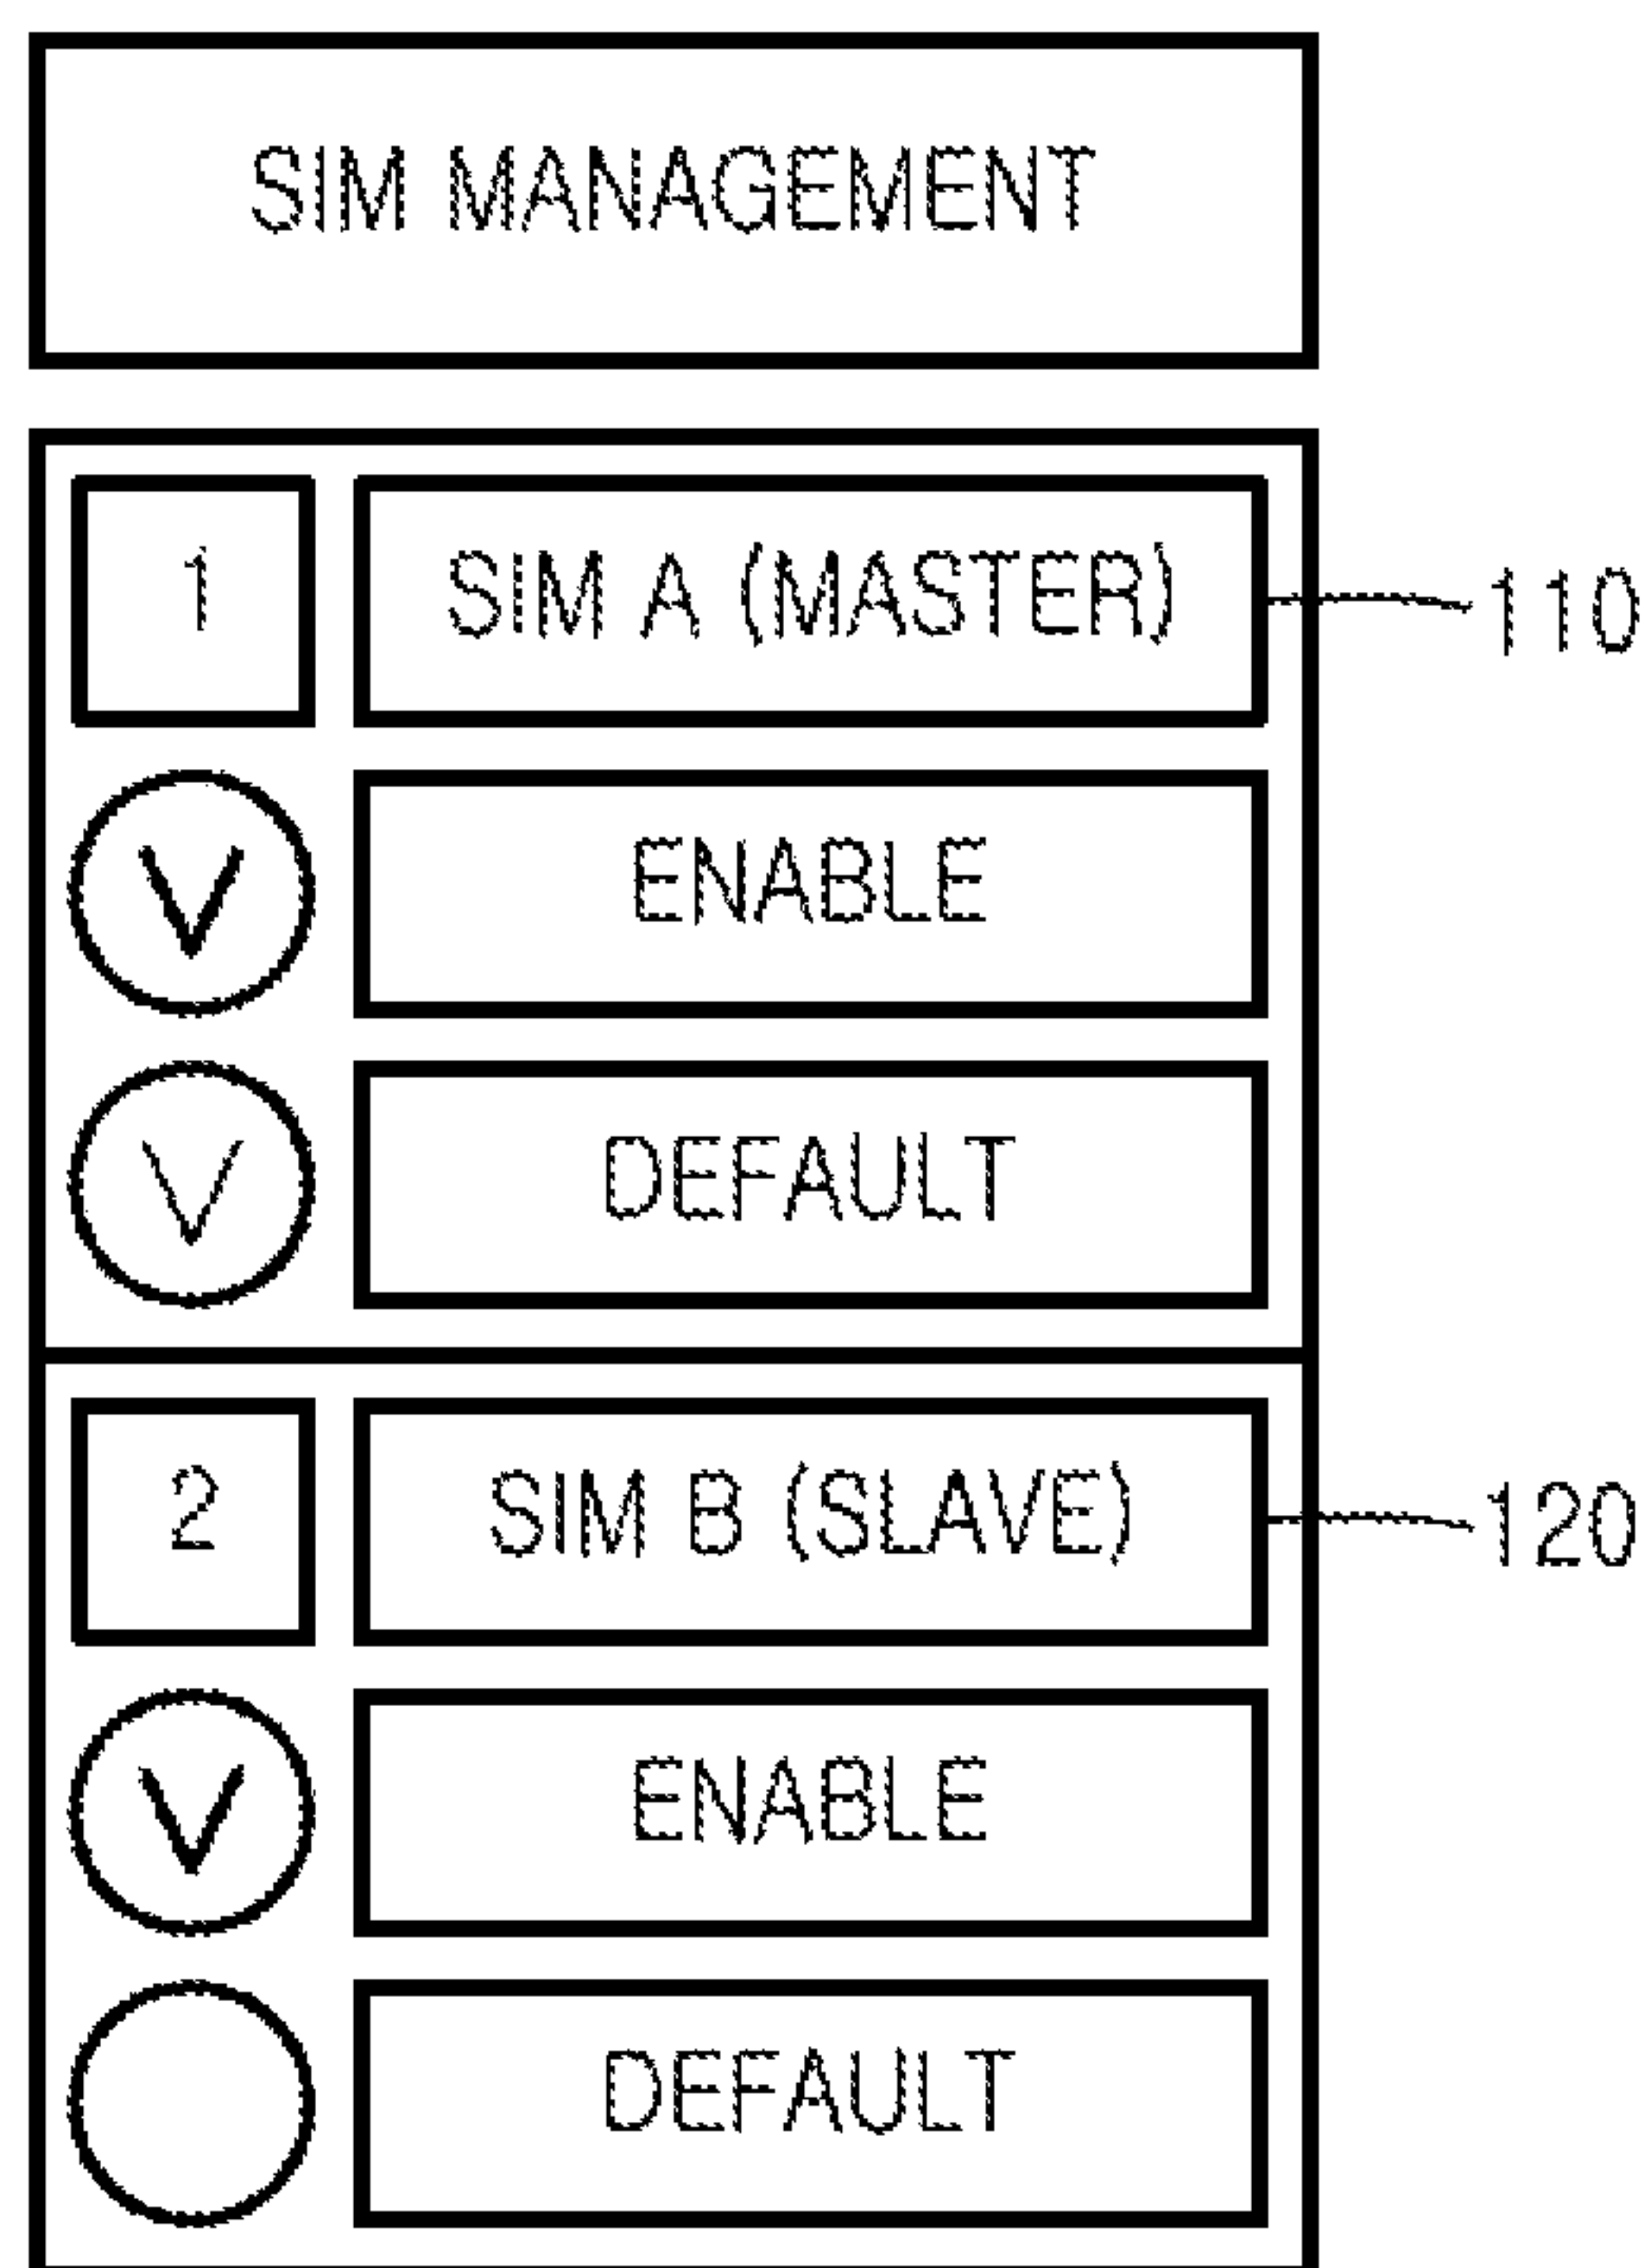 SIM MANAGEMENT
1 SIM A (MASTER) 110
V ENABLE
V DEFAULT
2 SIM B (SLAVE) 120
V ENABLE
DEFAULT